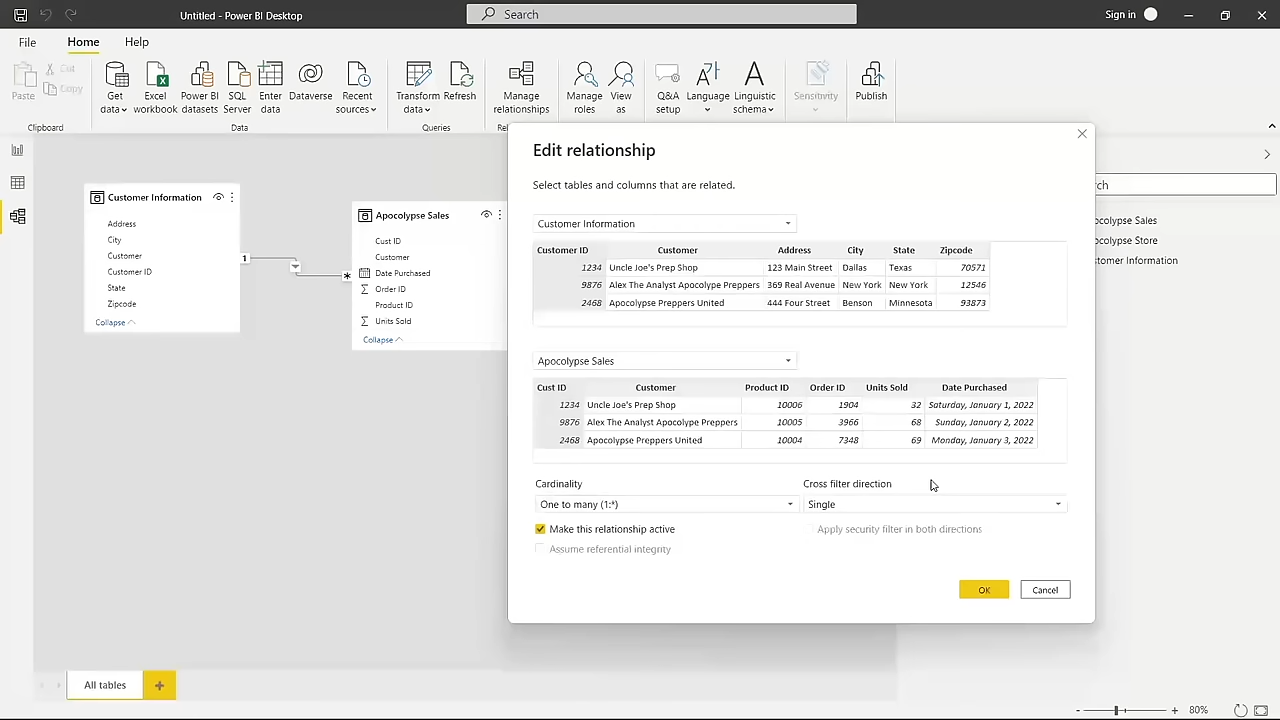 Untitled - Power BI Desktop
Search
Sign in
File
Home
Help
Paste
Cut
Copy
Get data
Excel workbook
Power BI datasets
SQL Server
Enter data
Dataverse
Recent sources
Transform data
Refresh
Manage relationships
Manage roles
View as
Q&A setup
Language
Linguistic schema
Sensitivity
Publish
Clipboard
Data
Queries
Customer Information
Address
City
Customer
Customer ID
State
Zipcode
Collapse
1
*
Apocolypse Sales
Cust ID
Customer
Date Purchased
Σ Order ID
Product ID
Σ Units Sold
Collapse
Edit relationship
Select tables and columns that are related.
Customer Information
Customer ID Customer Address City State Zipcode
1234 Uncle Joe's Prep Shop 123 Main Street Dallas Texas 70571
9876 Alex The Analyst Apocolype Preppers 369 Real Avenue New York New York 12546
2468 Apocolypse Preppers United 444 Four Street Benson Minnesota 93873
Apocolypse Sales
Cust ID Customer Product ID Order ID Units Sold Date Purchased
1234 Uncle Joe's Prep Shop 10006 1904 32 Saturday, January 1, 2022
9876 Alex The Analyst Apocolype Preppers 10005 3966 68 Sunday, January 2, 2022
2468 Apocolypse Preppers United 10004 7348 69 Monday, January 3, 2022
Cardinality
One to many (1:*)
Cross filter direction
Single
Make this relationship active
Apply security filter in both directions
Assume referential integrity
OK
Cancel
All tables
80%